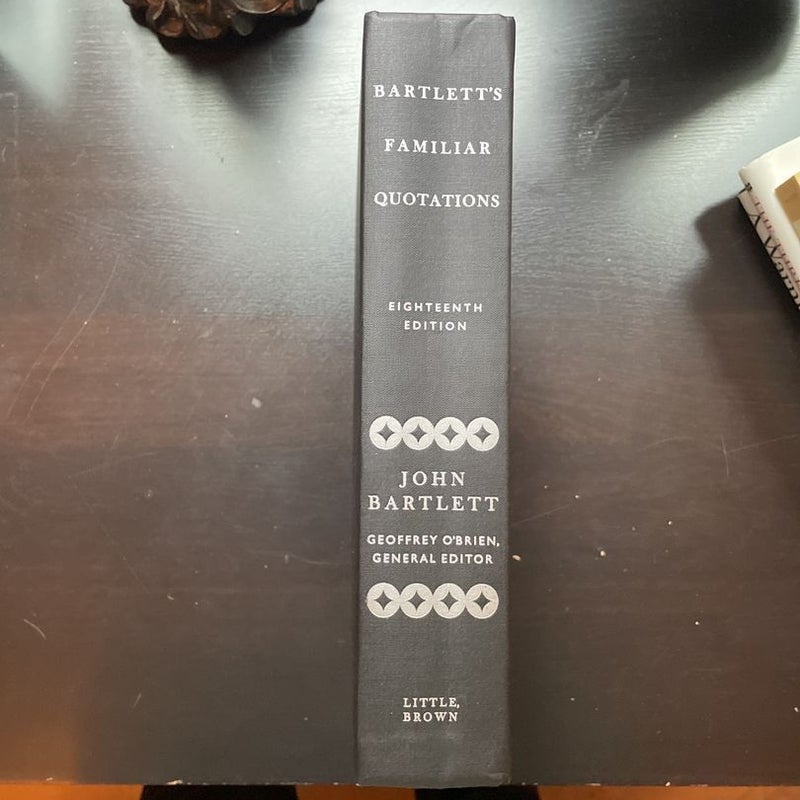 BARTLETT'S
FAMILIAR
QUOTATIONS
EIGHTEENTH
EDITION
JOHN
BARTLETT
GEOFFREY O'BRIEN,
GENERAL EDITOR
LITTLE,
BROWN